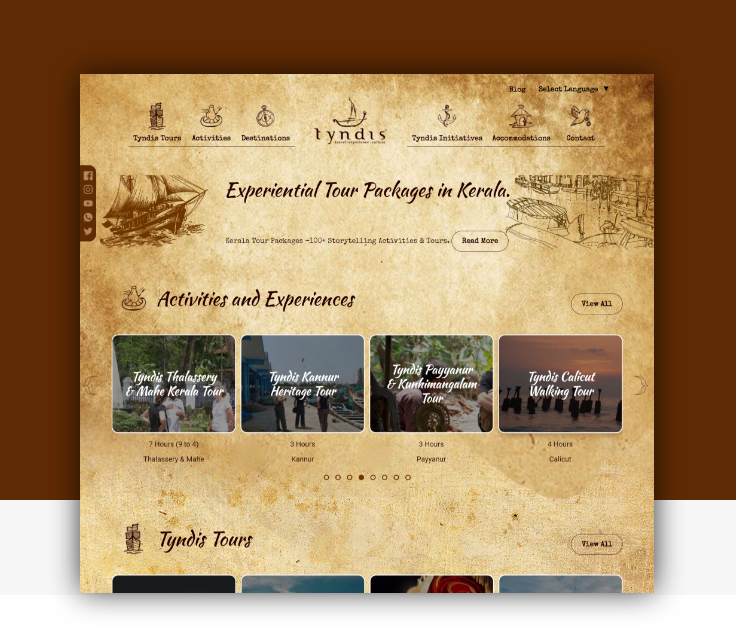 Blog Select Language ▼
Tyndis Tours Activities Destinations
tyndis
travel·experience·culture
Tyndis Initiatives Accommodations Contact
Experiential Tour Packages in Kerala.
Kerala Tour Packages -100+ Storytelling Activities & Tours. Read More
Activities and Experiences
View All
Tyndis Thalassery
& Mahe Kerala Tour
7 Hours (9 to 4)
Thalassery & Mahe
Tyndis Kannur
Heritage Tour
3 Hours
Kannur
Tyndis Payyanur
& Kunhimangalam
Tour
3 Hours
Payyanur
Tyndis Calicut
Walking Tour
4 Hours
Calicut
Tyndis Tours
View All